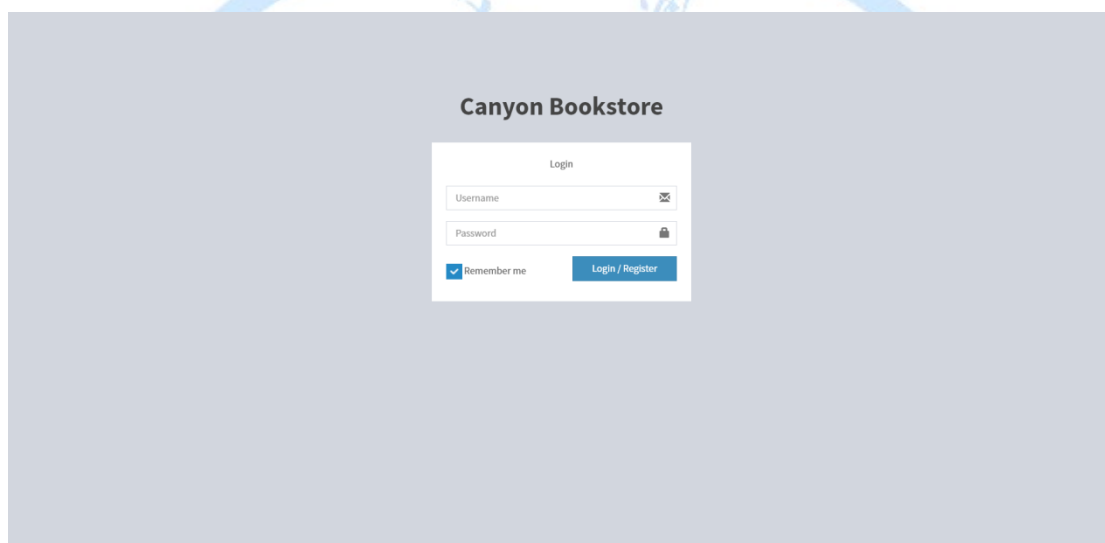 Canyon Bookstore
Login
Username
Password
Remember me
Login / Register